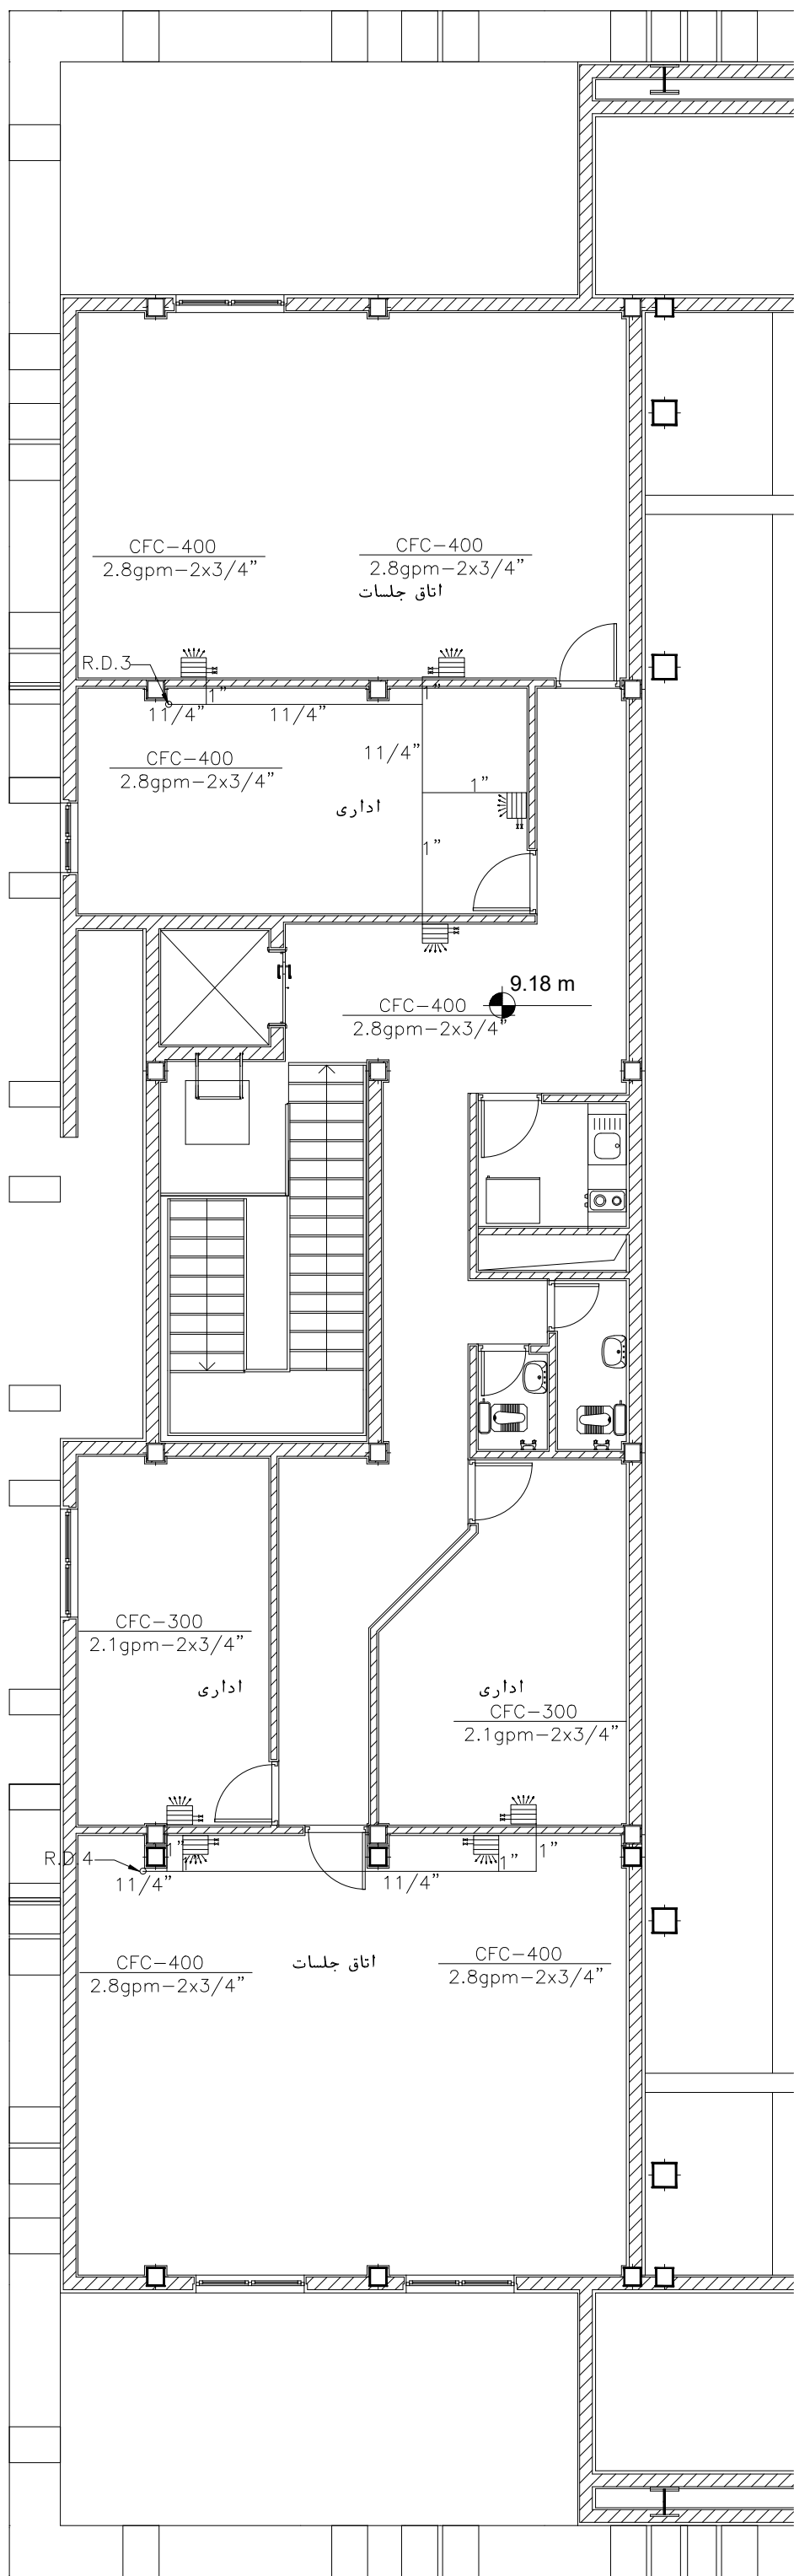 CFC-400
2.8gpm-2x3/4"
CFC-400
2.8gpm-2x3/4"
اتاق جلسات
R.D.3
1"
1"
11/4"
11/4"
11/4"
CFC-400
2.8gpm-2x3/4"
1"
اداری
1"
9.18 m
CFC-400
2.8gpm-2x3/4"
CFC-300
2.1gpm-2x3/4"
اداری
اداری
CFC-300
2.1gpm-2x3/4"
R.D.4
1"
1"
1"
1"
11/4"
11/4"
CFC-400
2.8gpm-2x3/4"
اتاق جلسات
CFC-400
2.8gpm-2x3/4"